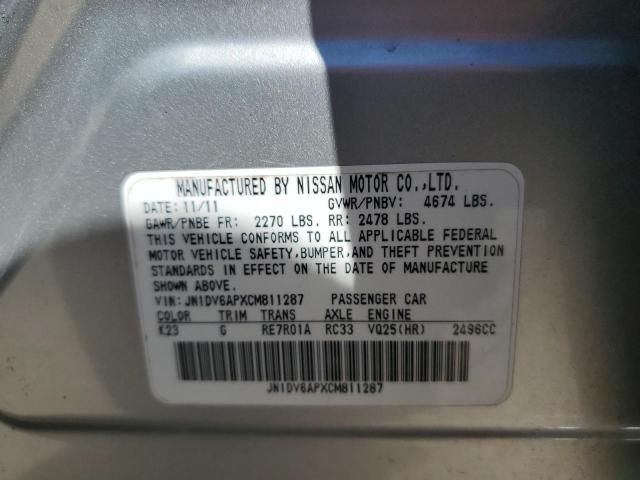 MANUFACTURED BY NISSAN MOTOR CO.,LTD.
DATE: 11/11 GVWR/PNBV: 4674 LBS.
GAWR/PNBE FR: 2270 LBS. RR: 2478 LBS.
THIS VEHICLE CONFORMS TO ALL APPLICABLE FEDERAL
MOTOR VEHICLE SAFETY, BUMPER, AND THEFT PREVENTION
STANDARDS IN EFFECT ON THE DATE OF MANUFACTURE
SHOWN ABOVE.
VIN: JN1DV6APXCM811287 PASSENGER CAR
COLOR TRIM TRANS AXLE ENGINE
K23 G RE7R01A RC33 VQ25(HR) 2496CC
JN1DV6APXCM811287